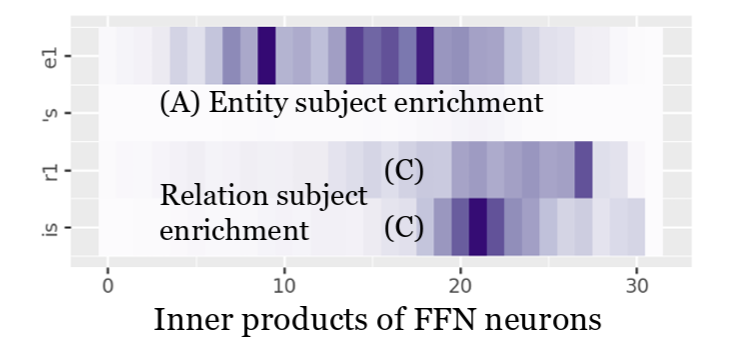 e1
(A) Entity subject enrichment
's
r1
(C)
Relation subject
enrichment
(C)
is
0 10 20 30
Inner products of FFN neurons